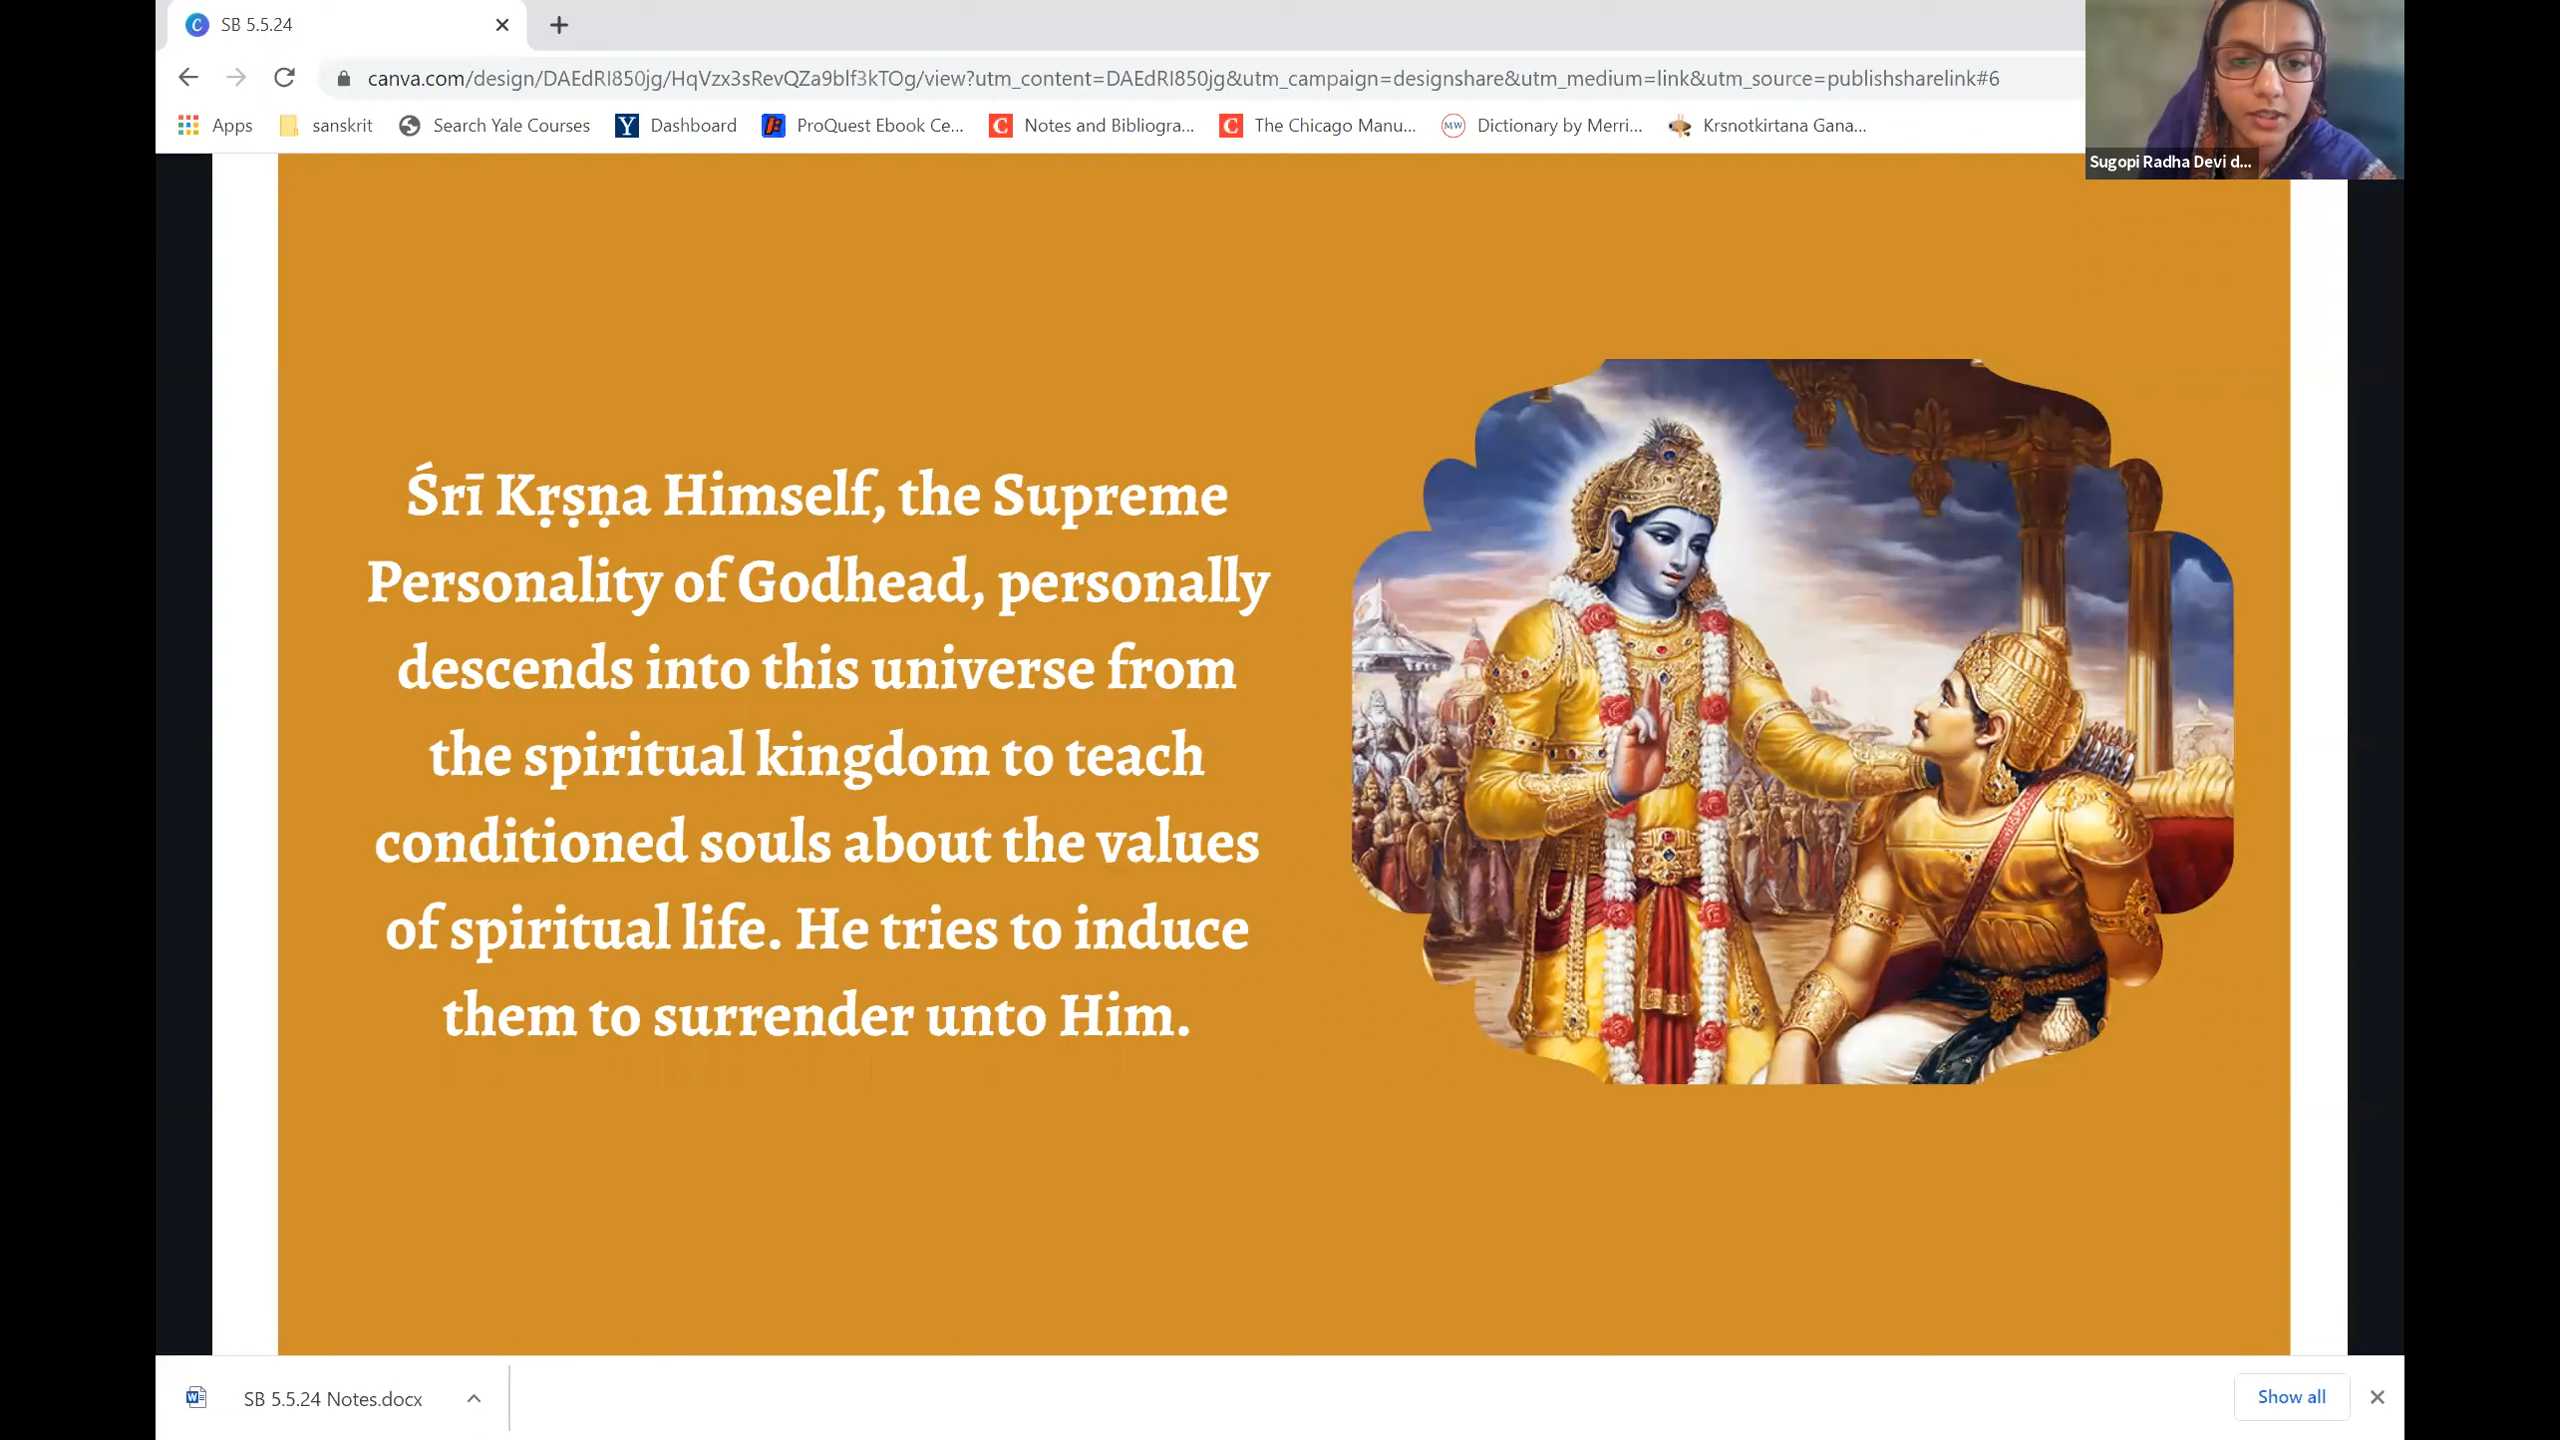 SB 5.5.24
canva.com/design/DAEdRI850jg/HqVzx3sRevQZa9blf3kTOg/view?utm_content=DAEdRI850jg&utm_campaign=designshare&utm_medium=link&utm_source=publishsharelink#6
Apps sanskrit Search Yale Courses Dashboard ProQuest Ebook Ce... Notes and Bibliogra... The Chicago Manu... Dictionary by Merri... Krsnotkirtana Gana...
Sugopi Radha Devi d...
Śrī Kṛṣṇa Himself, the Supreme
Personality of Godhead, personally
descends into this universe from
the spiritual kingdom to teach
conditioned souls about the values
of spiritual life. He tries to induce
them to surrender unto Him.
SB 5.5.24 Notes.docx
Show all